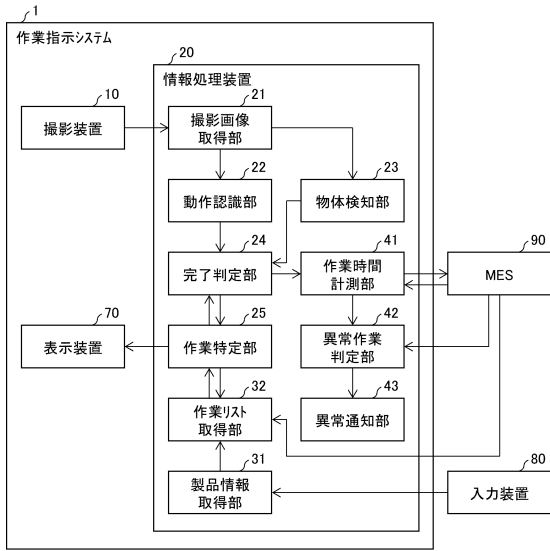 1
作業指示システム
20
情報処理装置
10
撮影装置
21
撮影画像
取得部
22
動作認識部
23
物体検知部
24
完了判定部
41
作業時間
計測部
90
MES
70
表示装置
25
作業特定部
42
異常作業
判定部
32
作業リスト
取得部
43
異常通知部
31
製品情報
取得部
80
入力装置